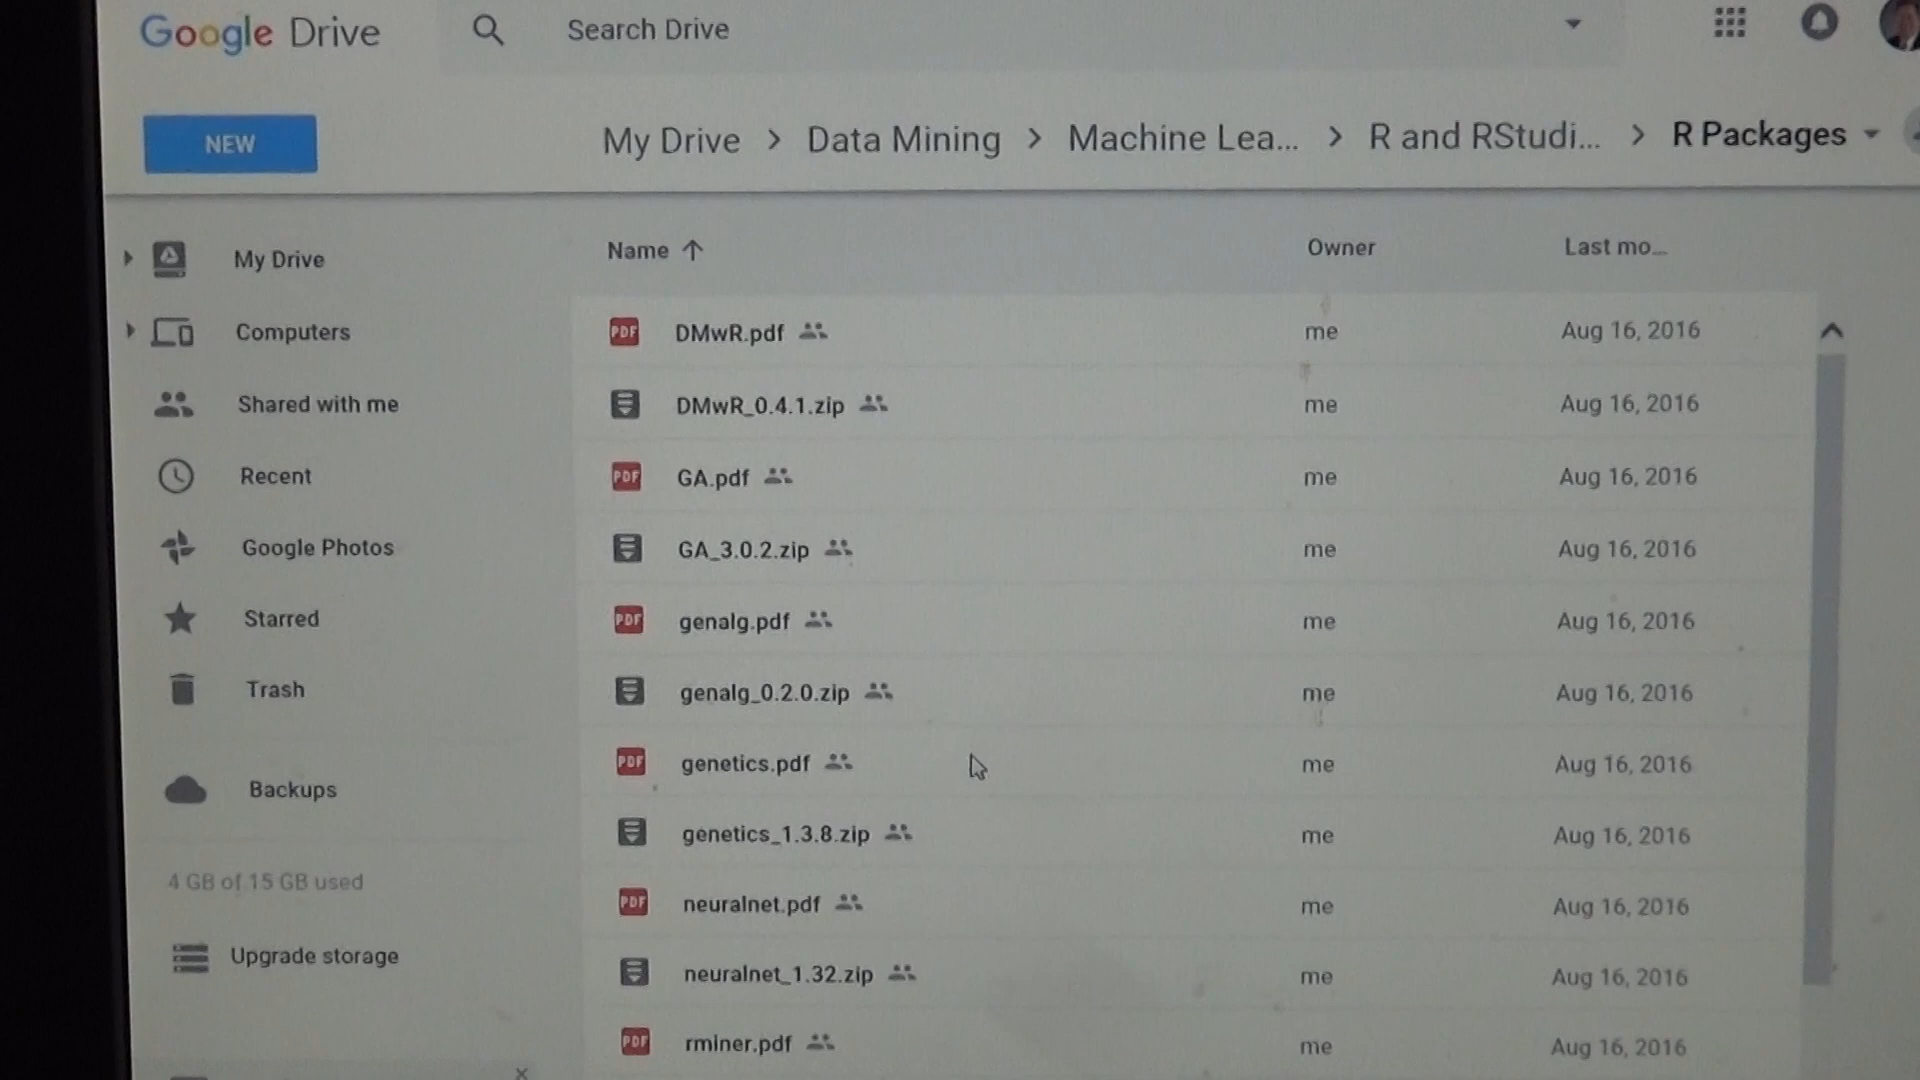 Google Drive Search Drive
NEW My Drive > Data Mining > Machine Lea... > R and RStudi... > R Packages
Name Owner Last mo...
My Drive
Computers
Shared with me
Recent
Google Photos
Starred
Trash
Backups
4 GB of 15 GB used
Upgrade storage
PDF DMwR.pdf me Aug 16, 2016
DMwR_0.4.1.zip me Aug 16, 2016
PDF GA.pdf me Aug 16, 2016
GA_3.0.2.zip me Aug 16, 2016
PDF genalg.pdf me Aug 16, 2016
genalg_0.2.0.zip me Aug 16, 2016
PDF genetics.pdf me Aug 16, 2016
genetics_1.3.8.zip me Aug 16, 2016
PDF neuralnet.pdf me Aug 16, 2016
neuralnet_1.32.zip me Aug 16, 2016
PDF rminer.pdf me Aug 16, 2016